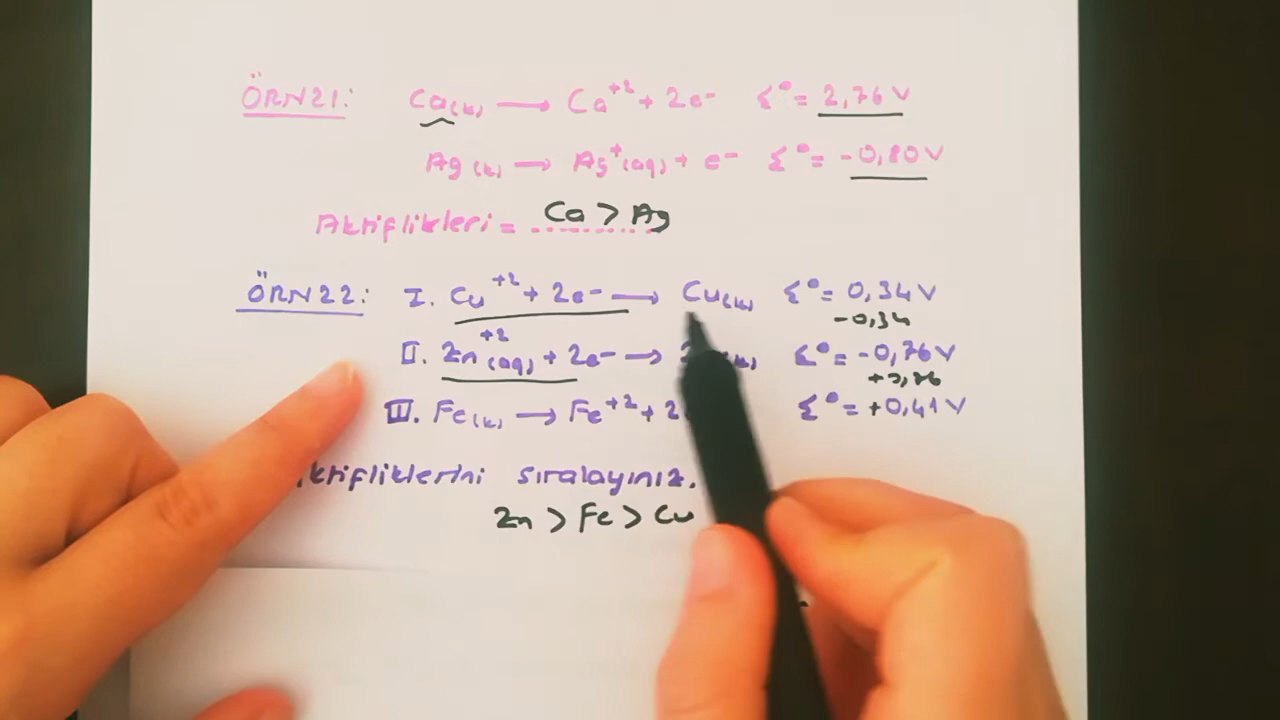 ÖRN21: Ca(k) → Ca⁺² + 2e⁻ Ɛ° = 2,76 V
Ag(k) → Ag⁺(aq) + e⁻ Ɛ° = -0,80 V
Aktiflikleri = Ca > Ag
ÖRN22: I. Cu⁺² + 2e⁻ → Cu(k) Ɛ° = 0,34 V
-0,34
II. Zn⁺²(aq) + 2e⁻ → Ɛ° = -0,76 V
III. Fe(k) → Fe⁺² + 2 Ɛ° = +0,41 V
ktifliklerini sıralayınız.
Zn > Fe > Cu